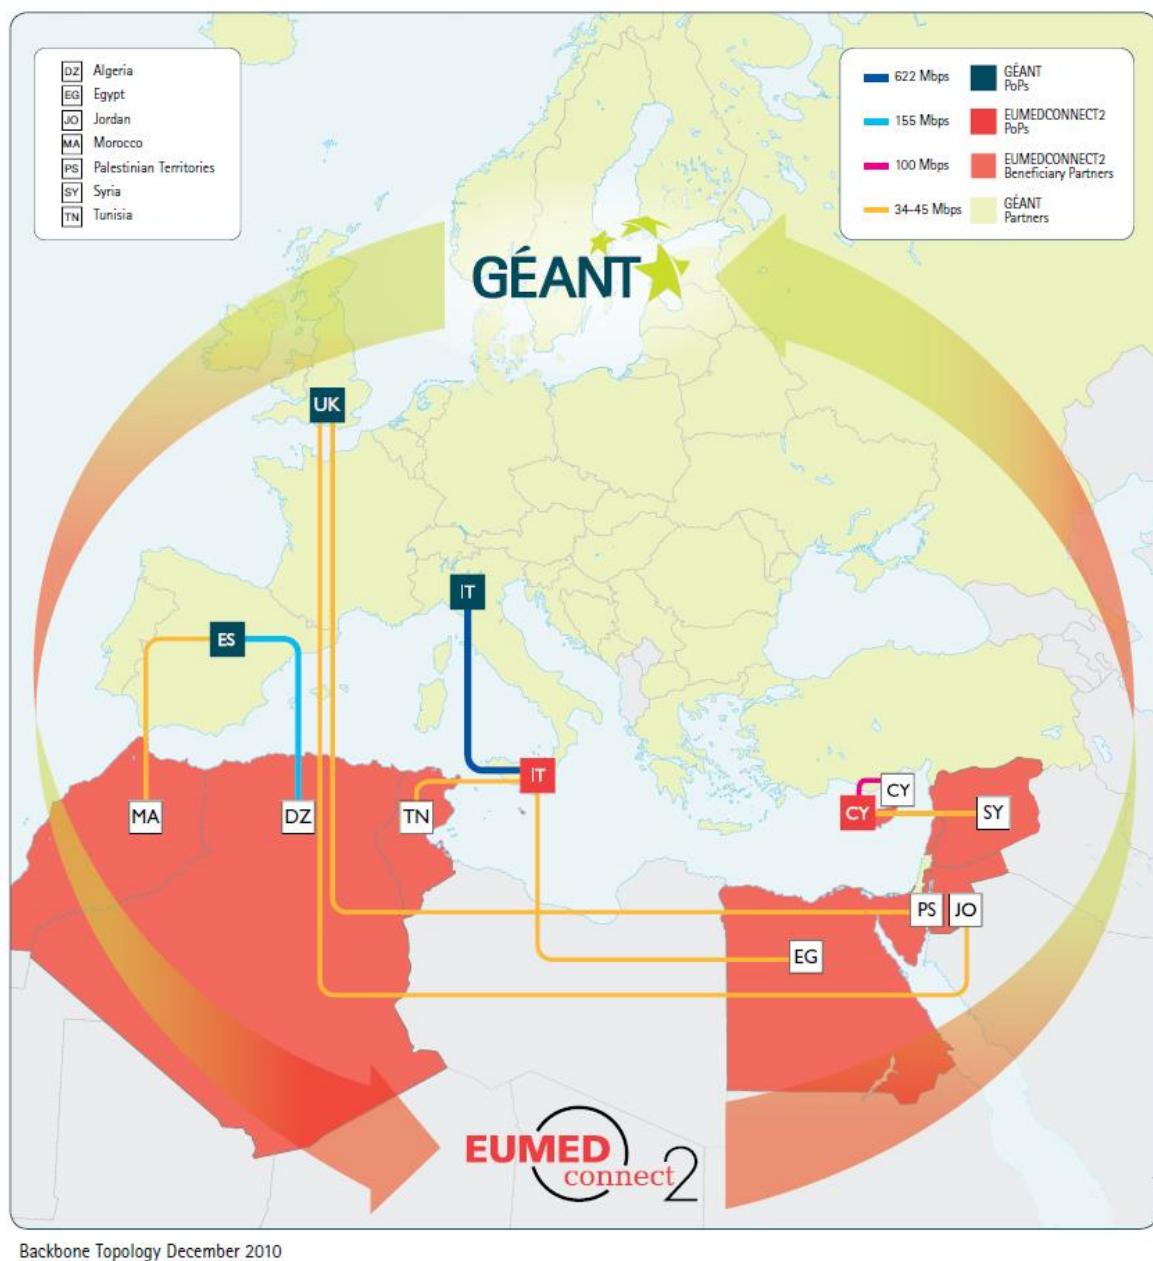 DZ Algeria
EG Egypt
JO Jordan
MA Morocco
PS Palestinian Territories
SY Syria
TN Tunisia
622 Mbps
155 Mbps
100 Mbps
34-45 Mbps
GÉANT
PoPs
EUMEDCONNECT2
PoPs
EUMEDCONNECT2
Beneficiary Partners
GÉANT
Partners
GÉANT
UK
IT
ES
IT
CY
CY
MA
DZ
TN
SY
PS
JO
EG
EUMED
connect2
Backbone Topology December 2010